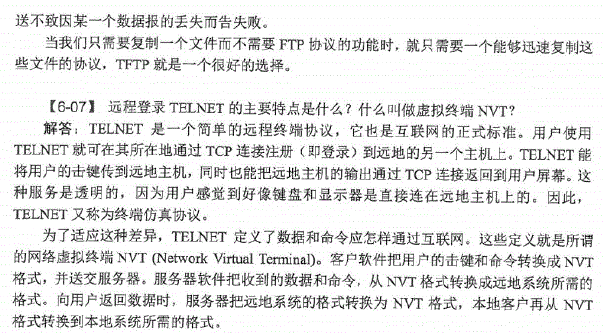 送不致因某一个数据报的丢失而告失败。
当我们只需要复制一个文件而不需要 FTP 协议的功能时，就只需要一个能够迅速复制这
些文件的协议，TFTP 就是一个很好的选择。
【6-07】 远程登录 TELNET 的主要特点是什么？什么叫做虚拟终端 NVT？
解答：TELNET 是一个简单的远程终端协议，它也是互联网的正式标准。用户使用
TELNET 就可在其所在地通过 TCP 连接注册（即登录）到远地的另一个主机上。TELNET 能
将用户的击键传到远地主机，同时也能把远地主机的输出通过 TCP 连接返回到用户屏幕。这
种服务是透明的，因为用户感觉到好像键盘和显示器是直接连在远地主机上的。因此，
TELNET 又称为终端仿真协议。
为了适应这种差异，TELNET 定义了数据和命令应怎样通过互联网。这些定义就是所谓
的网络虚拟终端 NVT (Network Virtual Terminal)。客户软件把用户的击键和命令转换成 NVT
格式，并送交服务器。服务器软件把收到的数据和命令，从 NVT 格式转换成远地系统所需的
格式。向用户返回数据时，服务器把远地系统的格式转换为 NVT 格式，本地客户再从 NVT
格式转换到本地系统所需的格式。